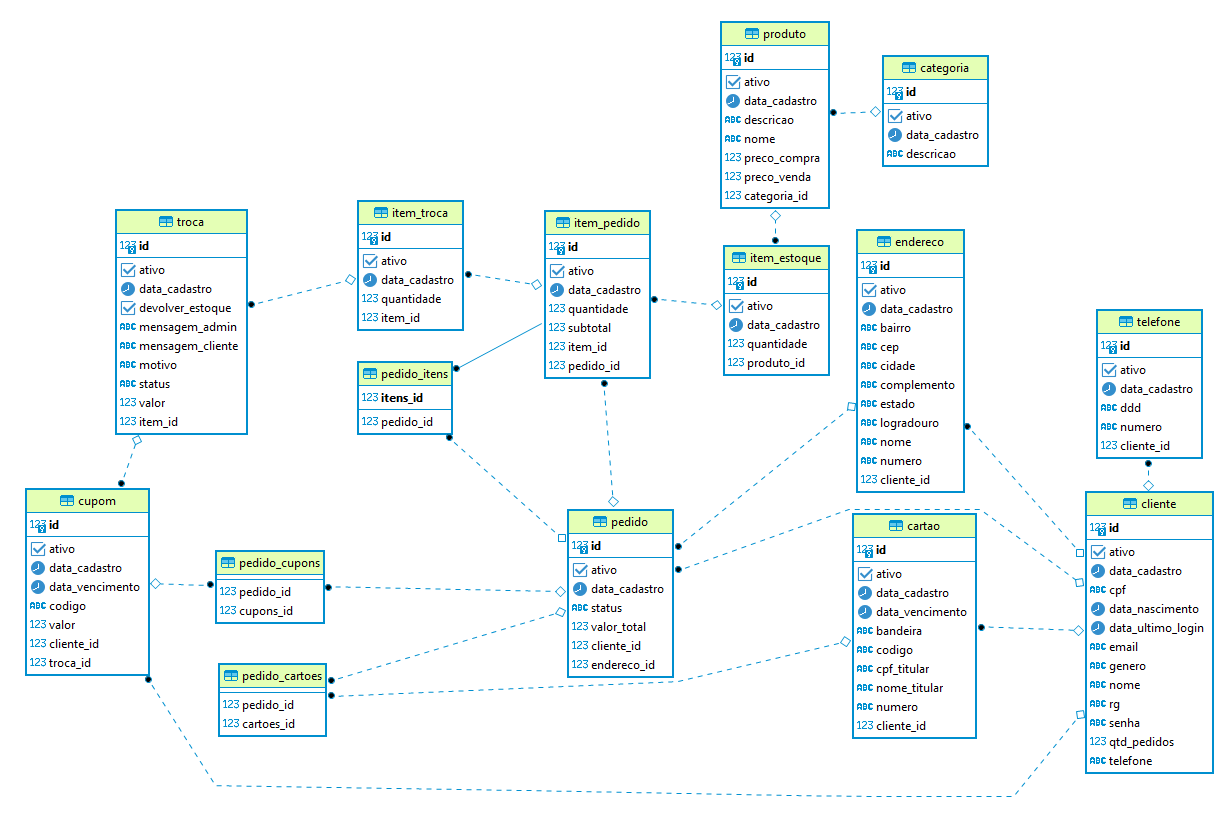 produto
123 id
ativo
data_cadastro
ABC descricao
ABC nome
123 preco_compra
123 preco_venda
123 categoria_id
categoria
123 id
ativo
data_cadastro
ABC descricao
troca
123 id
ativo
data_cadastro
devolver_estoque
ABC mensagem_admin
ABC mensagem_cliente
ABC motivo
ABC status
123 valor
123 item_id
item_troca
123 id
ativo
data_cadastro
123 quantidade
123 item_id
item_pedido
123 id
ativo
data_cadastro
123 quantidade
123 subtotal
123 item_id
123 pedido_id
item_estoque
123 id
ativo
data_cadastro
123 quantidade
123 produto_id
endereco
123 id
ativo
data_cadastro
ABC bairro
ABC cep
ABC cidade
ABC complemento
ABC estado
ABC logradouro
ABC nome
ABC numero
123 cliente_id
telefone
123 id
ativo
data_cadastro
ABC ddd
ABC numero
123 cliente_id
pedido_itens
123 itens_id
123 pedido_id
cupom
123 id
ativo
data_cadastro
data_vencimento
ABC codigo
123 valor
123 cliente_id
123 troca_id
pedido_cupons
123 pedido_id
123 cupons_id
pedido_cartoes
123 pedido_id
123 cartoes_id
pedido
123 id
ativo
data_cadastro
ABC status
123 valor_total
123 cliente_id
123 endereco_id
cartao
123 id
ativo
data_cadastro
data_vencimento
ABC bandeira
ABC codigo
ABC cpf_titular
ABC nome_titular
ABC numero
123 cliente_id
cliente
123 id
ativo
data_cadastro
ABC cpf
data_nascimento
data_ultimo_login
ABC email
ABC genero
ABC nome
ABC rg
ABC senha
123 qtd_pedidos
ABC telefone